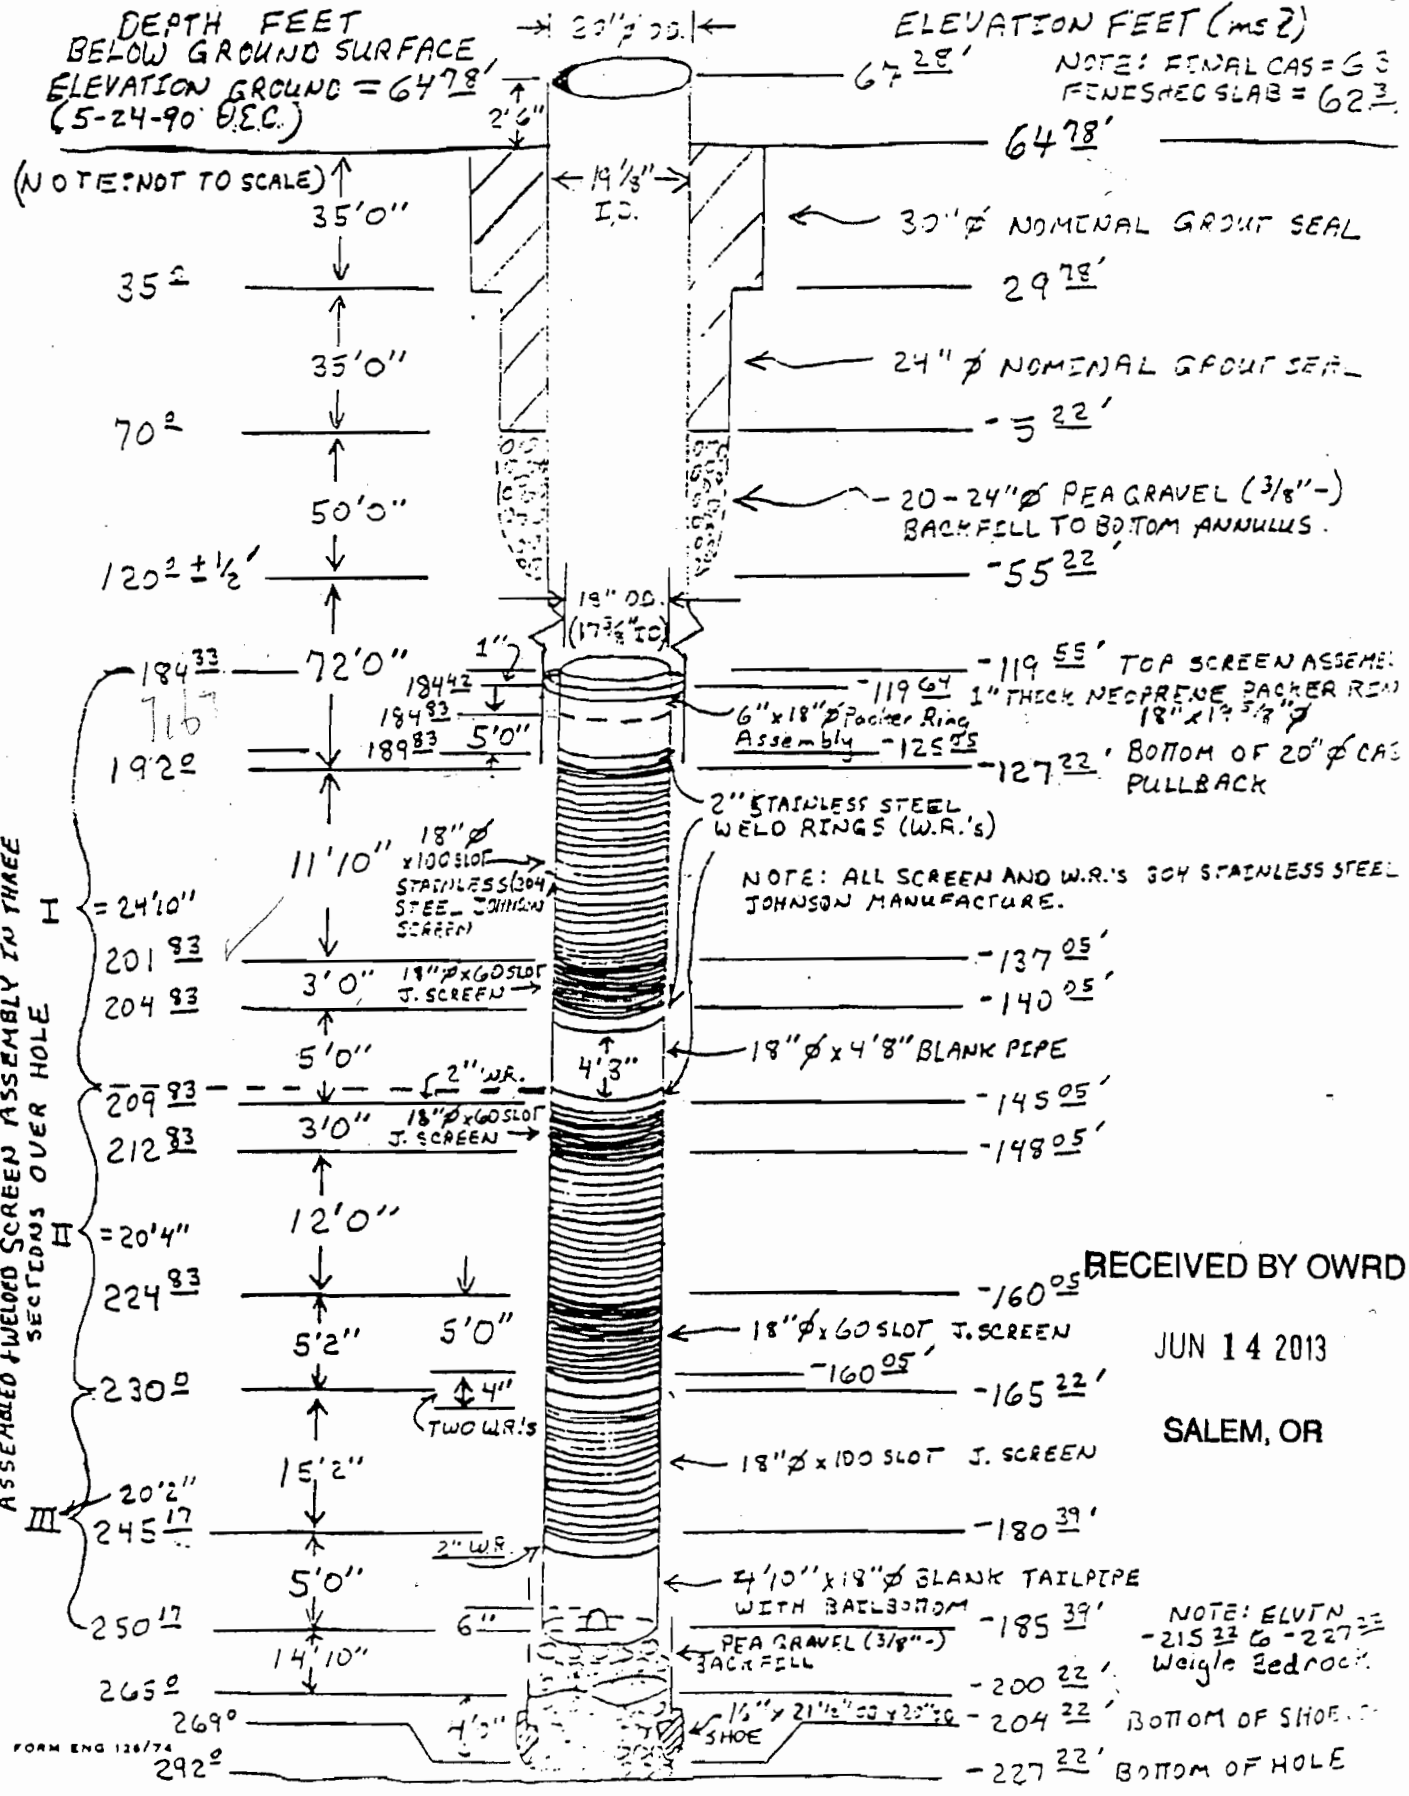 DEPTH FEET
BELOW GROUND SURFACE
ELEVATION GROUND = 64 78'
(5-24-90 O.E.C.)
20"ø OD.
ELEVATION FEET (msl)
67 28'
NOTE: FINAL CAS = 63
FINISHED SLAB = 62 3
2'6"
64 78'
(NOTE: NOT TO SCALE)
35'0"
19 1/8"
I.D.
30"ø NOMINAL GROUT SEAL
35 0
29 78'
35'0"
24"ø NOMINAL GROUT SEAL
70 0
-5 22'
50'0"
20-24"ø PEA GRAVEL (3/8"-)
BACKFILL TO BOTTOM ANNULUS.
120 0 ± 1/2'
-55 22'
18" OD.
(17 3/8" ID)
184 33
72'0"
1"
-119 55' TOP SCREEN ASSEMB
184 42
-119 64
1" THICK NEOPRENE PACKER RIN
184 83
6"x18"ø Packer Ring
Assembly
7167
189 83
5'0"
-125 05
192 0
-127 22'
BOTTOM OF 20"ø CAS
PULLBACK
2" STAINLESS STEEL
WELD RINGS (W.R.'s)
11'10"
18"ø
x100 SLOT
STAINLESS (304
STEEL JOHNSON
SCREEN)
NOTE: ALL SCREEN AND W.R.'s 304 STAINLESS STEEL
JOHNSON MANUFACTURE.
ASSEMBLED & WELDED SCREEN ASSEMBLY IN THREE
SECTIONS OVER HOLE
I = 24'10"
201 83
-137 05'
3'0"
18"ø x 60 SLOT
J. SCREEN
204 83
-140 05'
5'0"
4'3"
18"ø x 4'8" BLANK PIPE
2" W.R.
209 83
-145 05'
3'0"
18"ø x 60 SLOT
J. SCREEN
212 83
-148 05'
12'0"
II = 20'4"
RECEIVED BY OWRD
224 83
-160 05'
5'2"
5'0"
18"ø x 60 SLOT J. SCREEN
JUN 14 2013
-160 05'
230 0
4"
-165 22'
TWO W.R.'s
SALEM, OR
15'2"
18"ø x 100 SLOT J. SCREEN
III
20'2"
245 17
-180 39'
2" W.R.
5'0"
4'10" x 18"ø BLANK TAILPIPE
WITH BAILBOTTOM
250 17
6"
-185 39'
NOTE: ELVTN
-215 22 to -227 22
Weigle Bedrock
14'10"
PEA GRAVEL (3/8"-)
BACKFILL
265 0
-200 22'
4'0"
SHOE
269 0
-204 22' BOTTOM OF SHOE
FORM ENG 126/74
292 0
-227 22' BOTTOM OF HOLE